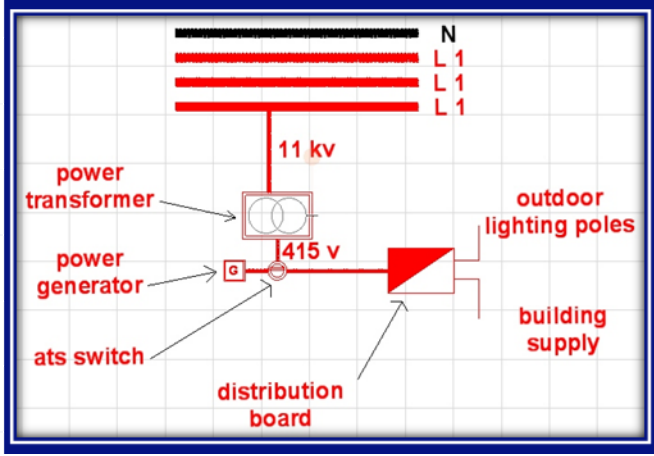 N
L 1
L 1
L 1
11 kv
power
transformer
415 v
outdoor
lighting poles
power
generator
G
ats switch
building
supply
distribution
board